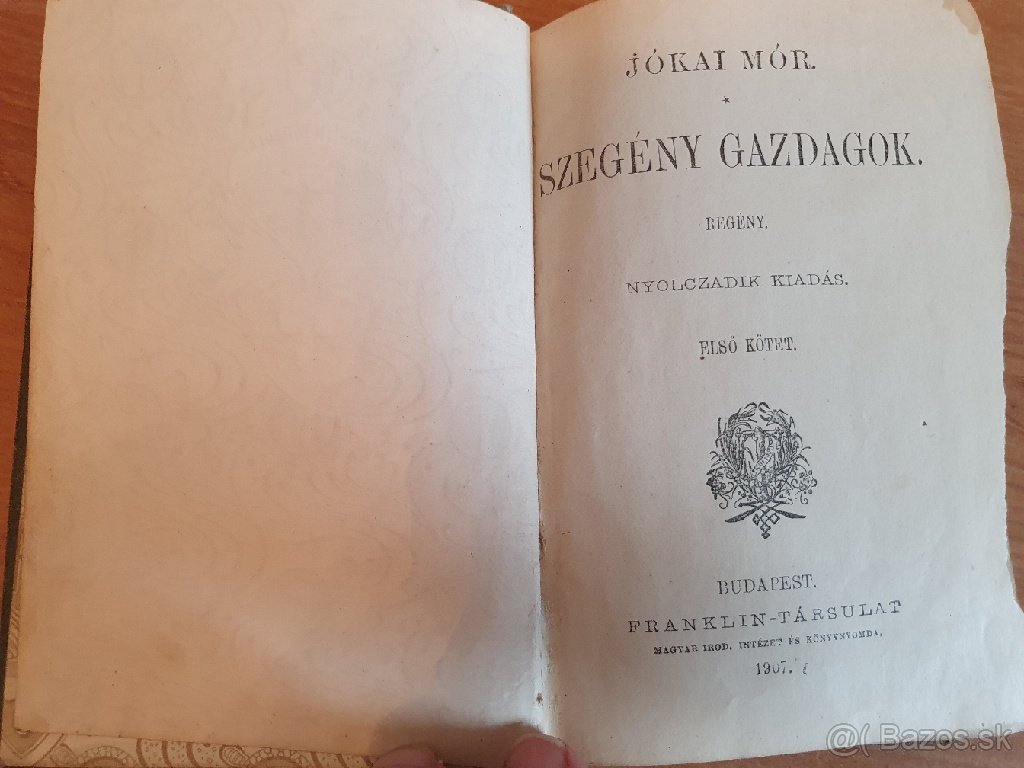 JÓKAI MÓR.
*
SZEGÉNY GAZDAGOK.
REGÉNY.
NYOLCZADIK KIADÁS.
ELSŐ KÖTET.
BUDAPEST.
FRANKLIN-TÁRSULAT
MAGYAR IROD. INTÉZET ÉS KÖNYVNYOMDA.
1907.
@( Bazos.sk